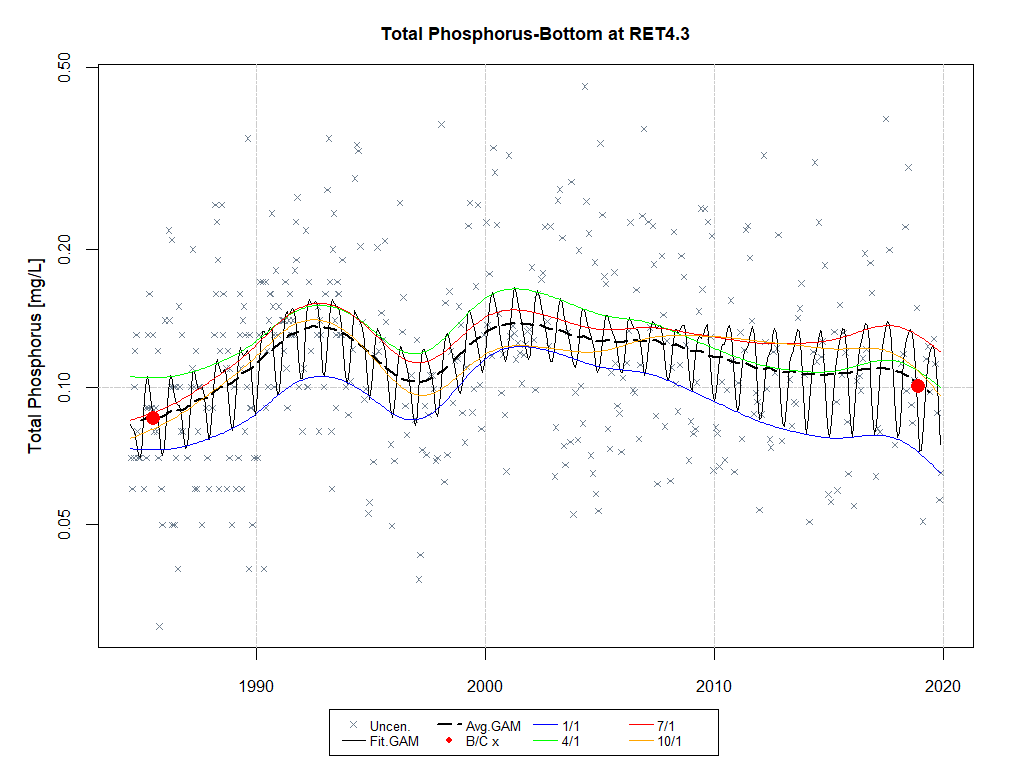 Total Phosphorus-Bottom at RET4.3
Total Phosphorus [mg/L]
0.50
0.20
0.10
0.05
1990 2000 2010 2020
Uncen. Avg.GAM 1/1 7/1
Fit.GAM B/C x 4/1 10/1